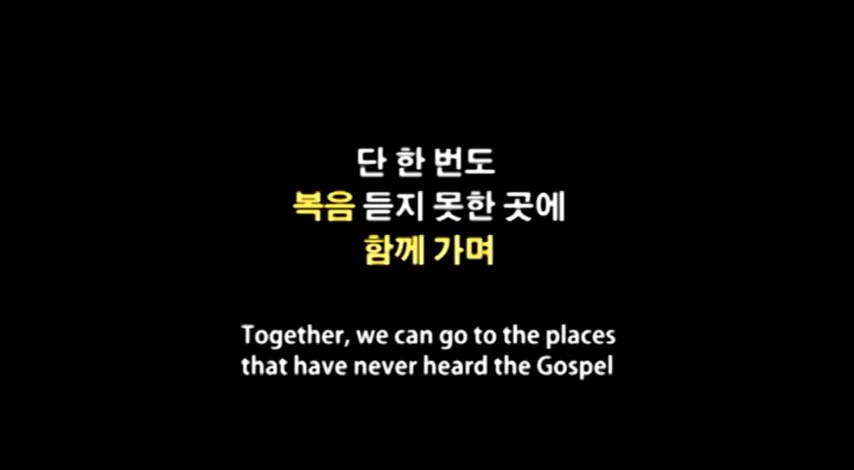 단 한 번도
복음 듣지 못한 곳에
함께 가며
Together, we can go to the places
that have never heard the Gospel